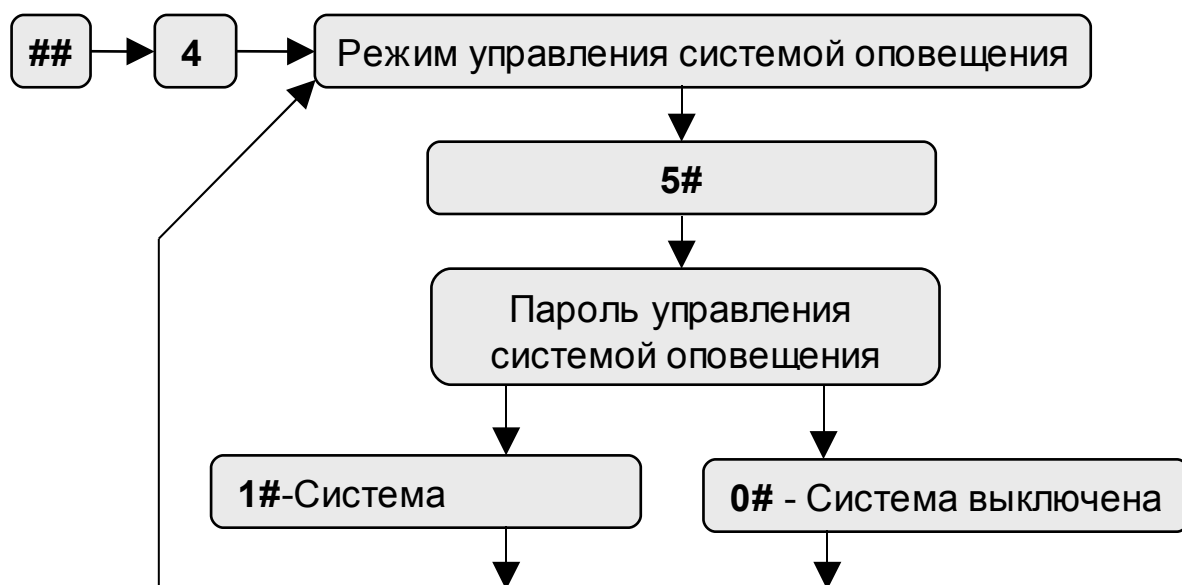 ##
4
Режим управления системой оповещения
5#
Пароль управления
системой оповещения
1#-Система
0# - Система выключена